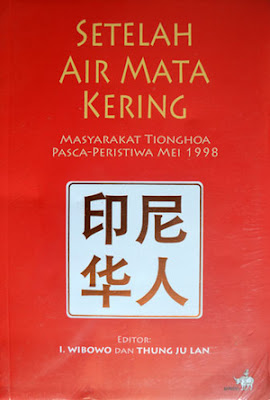 SETELAH
AIR MATA
KERING
MASYARAKAT TIONGHOA
PASCA-PERISTIWA MEI 1998
印尼
华人
EDITOR:
I. WIBOWO DAN THUNG JU LAN